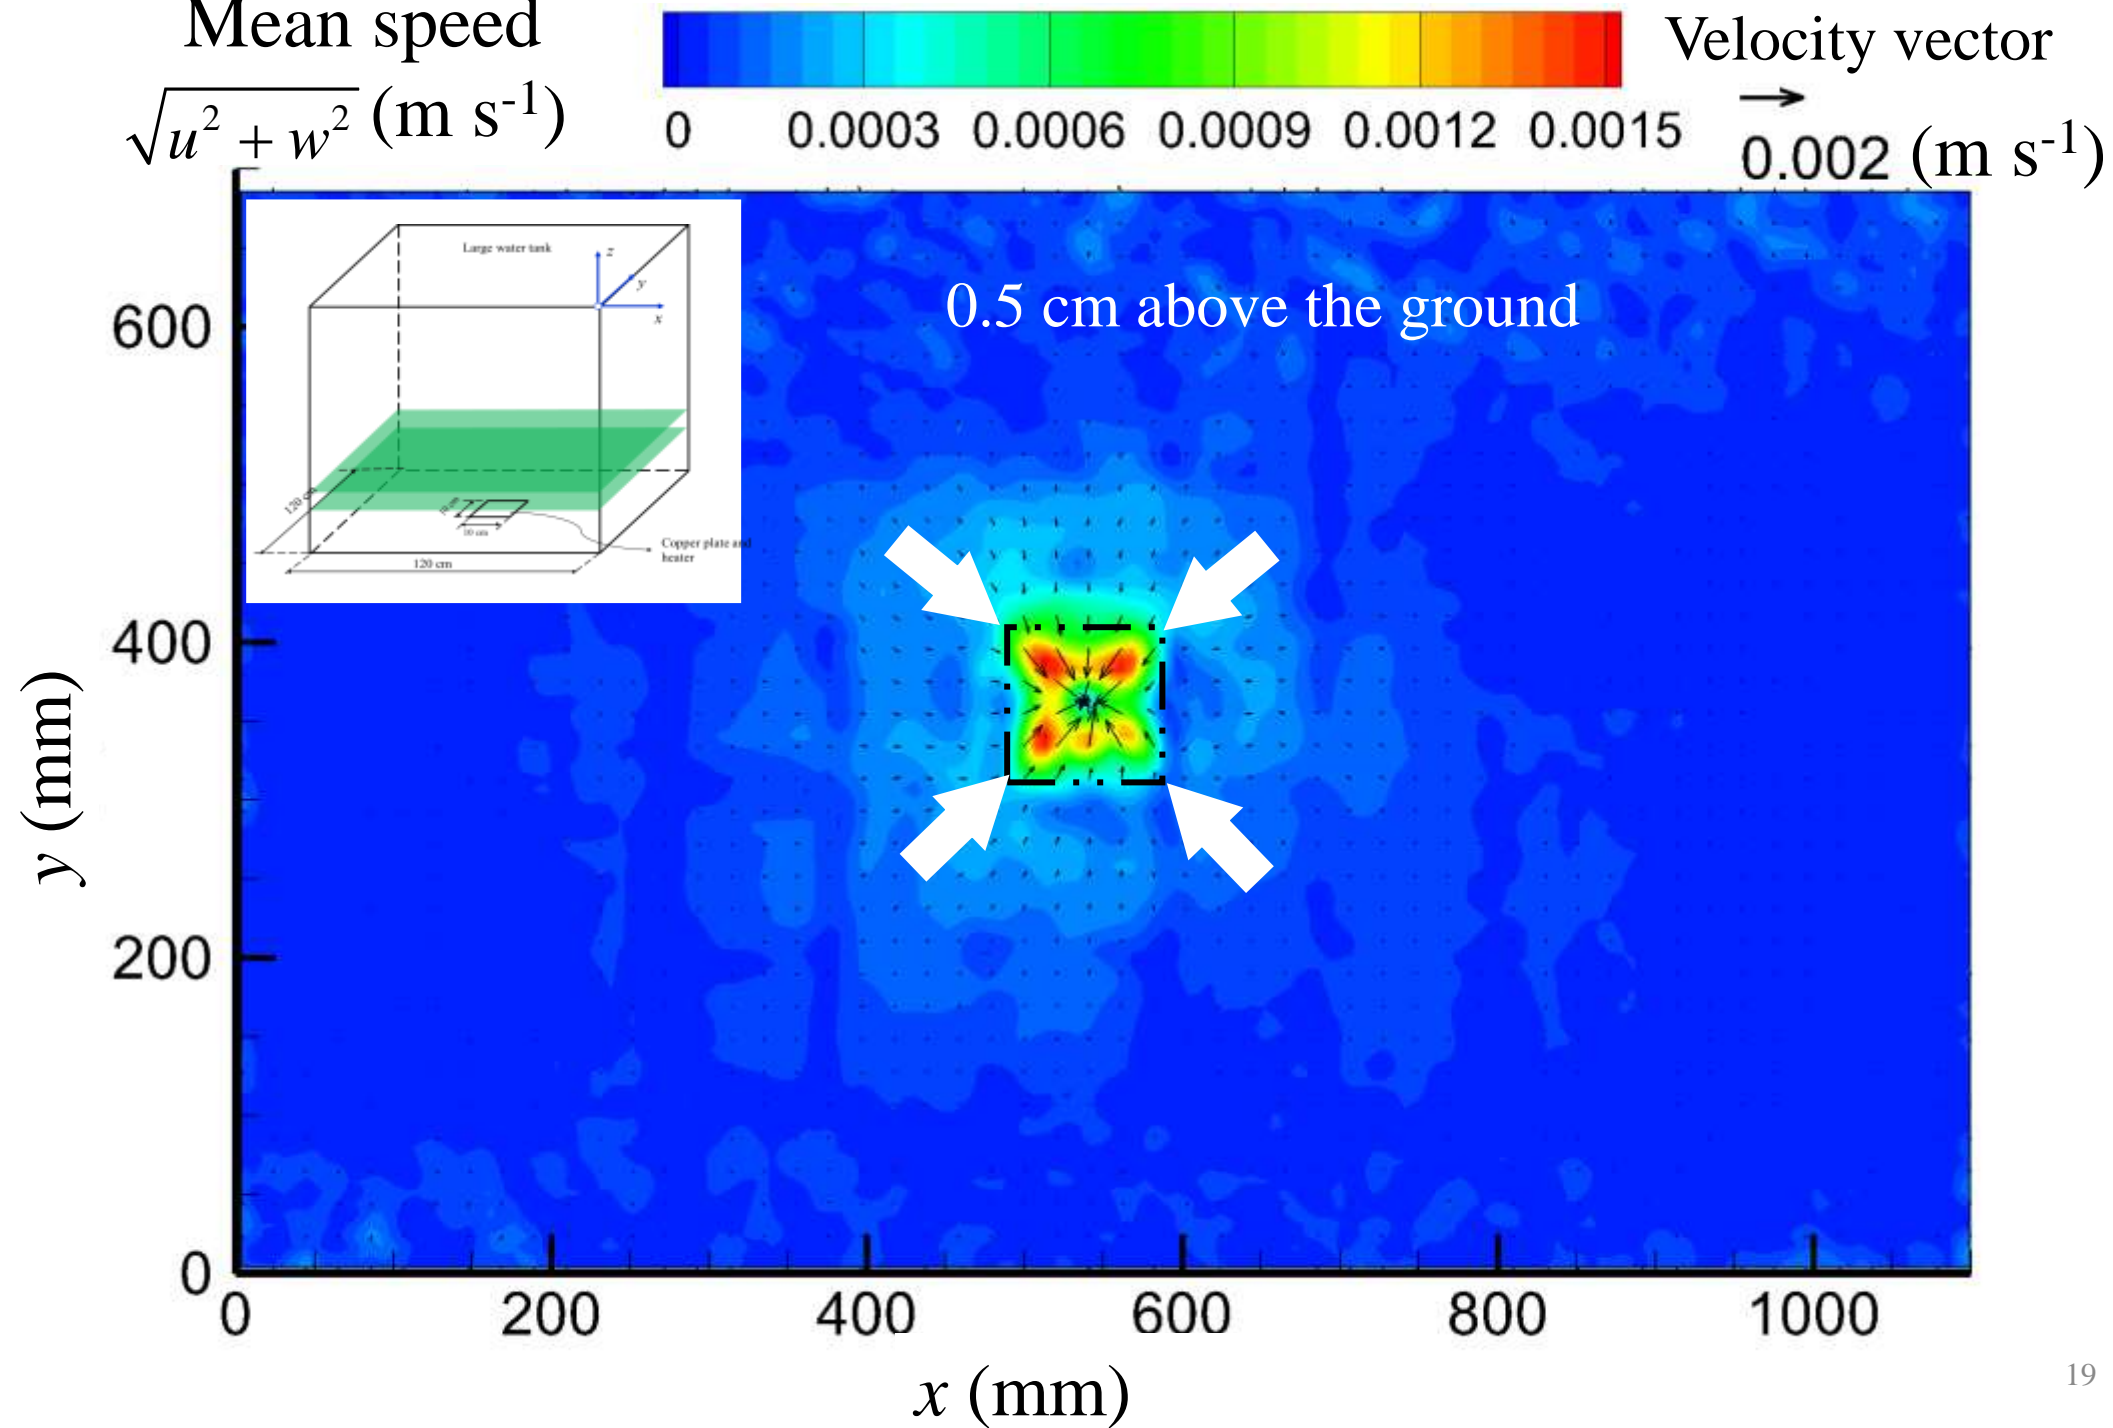 Mean speed
√u² + w² (m s⁻¹)
0 0.0003 0.0006 0.0009 0.0012 0.0015
Velocity vector
0.002 (m s⁻¹)
Large water tank
z
y
x
120 cm
10 cm
10 cm
120 cm
Copper plate and
heater
0.5 cm above the ground
600
400
200
0
y (mm)
0 200 400 600 800 1000
x (mm)
19